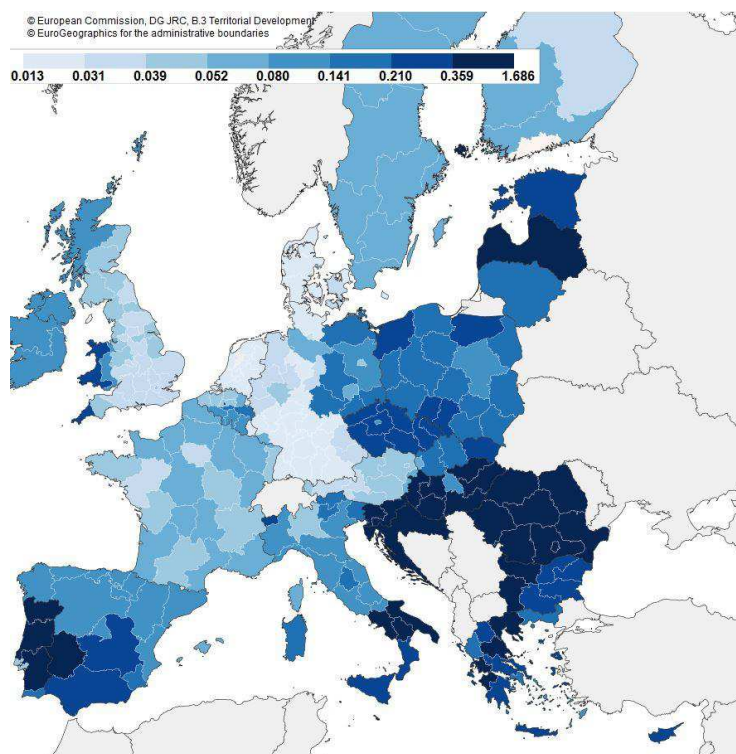 © European Commission, DG JRC, B.3 Territorial Development
© EuroGeographics for the administrative boundaries
0.013 0.031 0.039 0.052 0.080 0.141 0.210 0.359 1.686